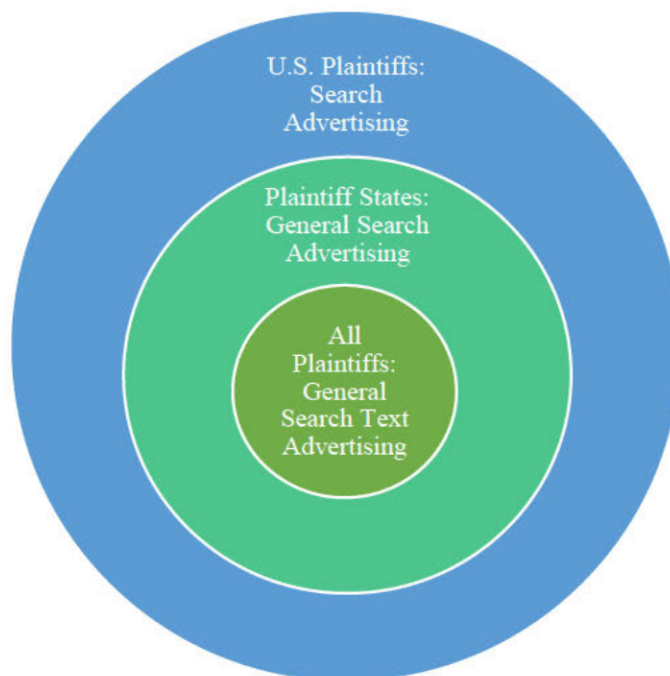 U.S. Plaintiffs:
Search
Advertising
Plaintiff States:
General Search
Advertising
All
Plaintiffs:
General
Search Text
Advertising